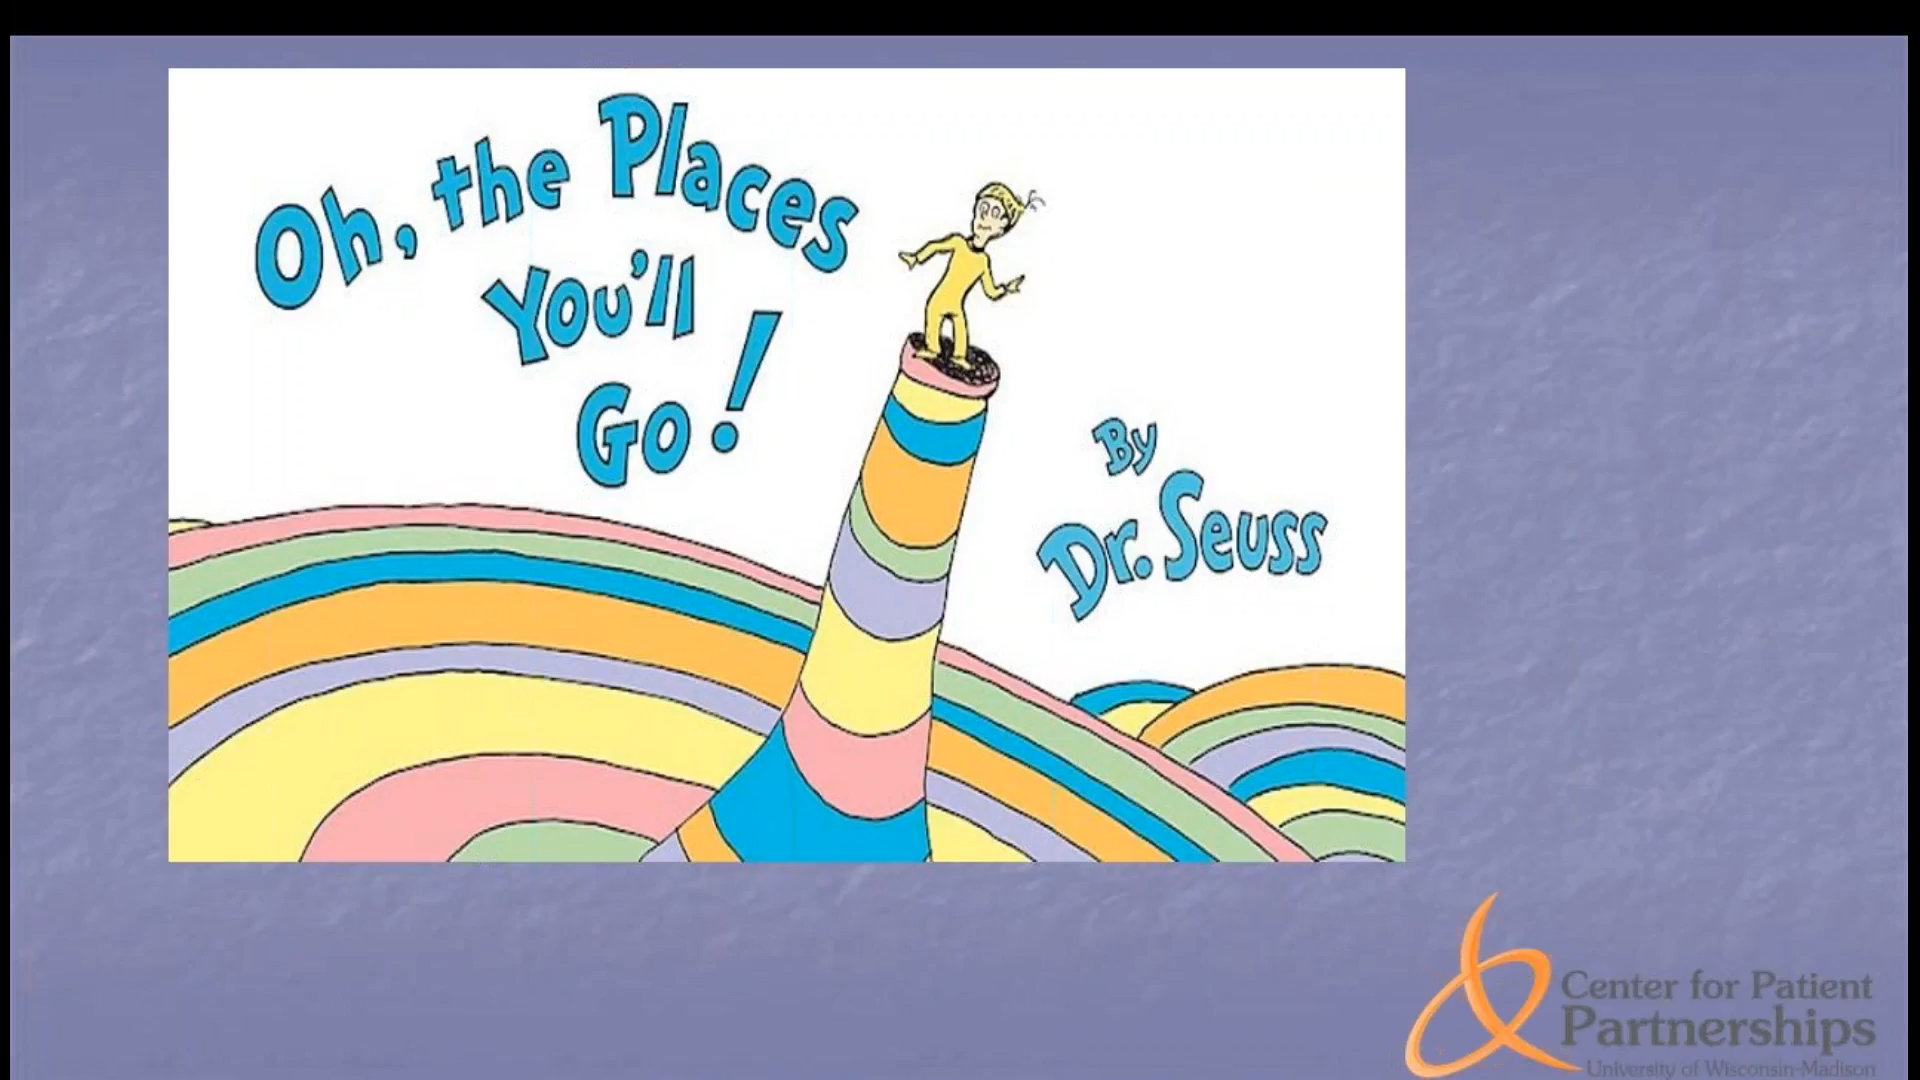 Oh, the Places
You'll
Go!
By
Dr. Seuss
Center for Patient
Partnerships
University of Wisconsin-Madison